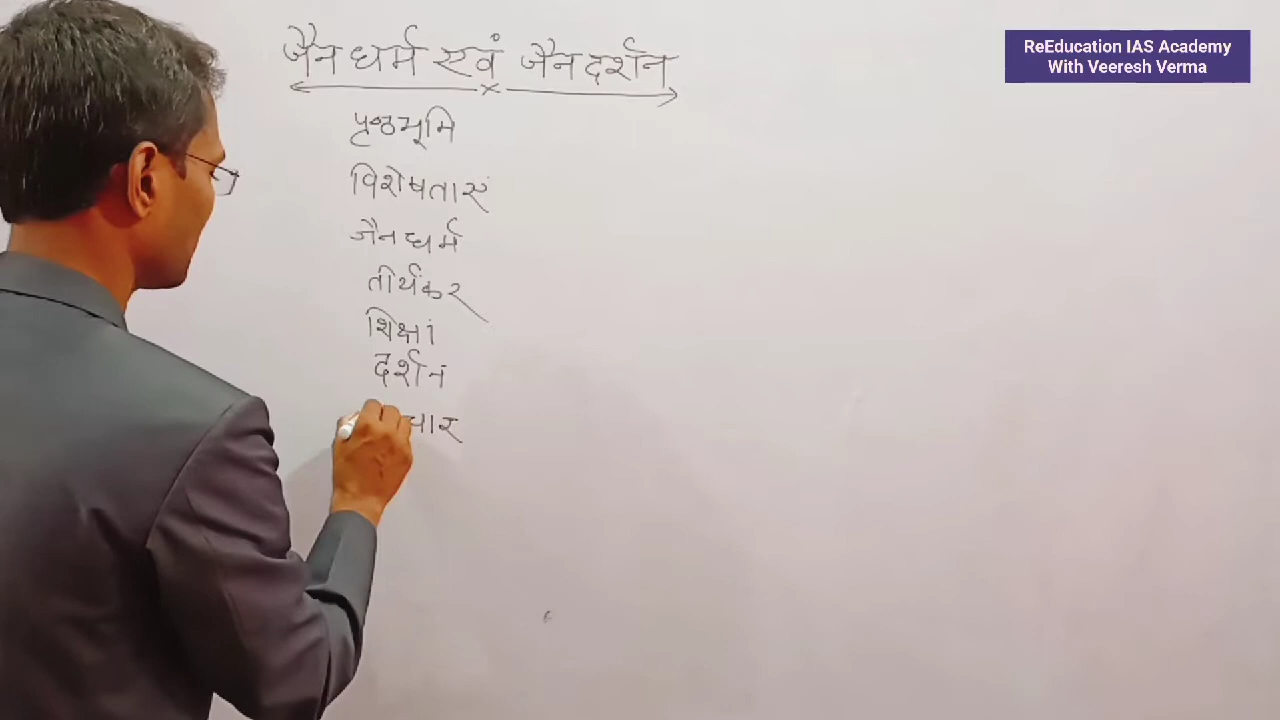 जैन धर्म एवं जैन दर्शन
पृष्ठभूमि
विशेषताएं
जैन धर्म
तीर्थंकर
शिक्षां
दर्शन
ReEducation IAS Academy
With Veeresh Verma